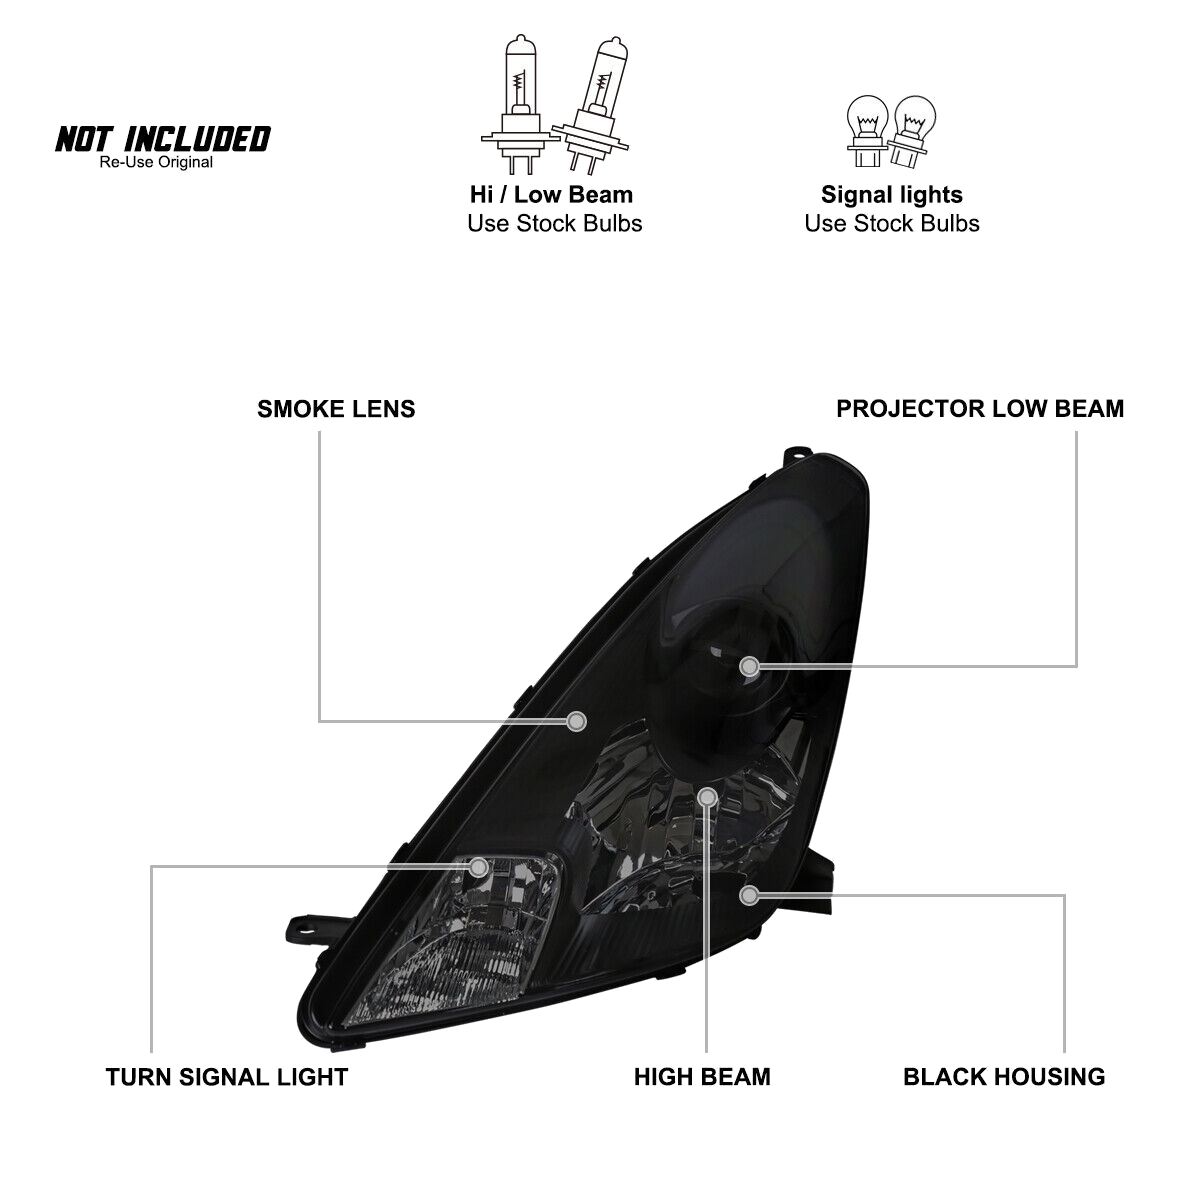 NOT INCLUDED
Re-Use Original
Hi / Low Beam
Use Stock Bulbs
Signal lights
Use Stock Bulbs
SMOKE LENS
PROJECTOR LOW BEAM
TURN SIGNAL LIGHT
HIGH BEAM
BLACK HOUSING